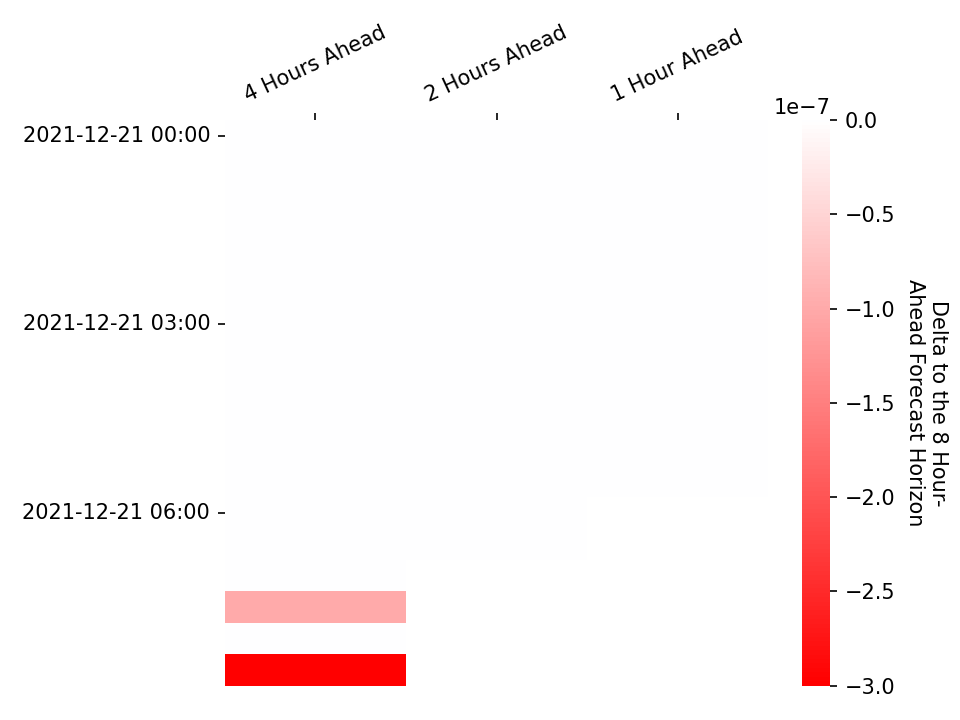 4 Hours Ahead
2 Hours Ahead
1 Hour Ahead
2021-12-21 00:00
2021-12-21 03:00
2021-12-21 06:00
1e−7
0.0
−0.5
−1.0
−1.5
−2.0
−2.5
−3.0
Delta to the 8 Hour-
Ahead Forecast Horizon